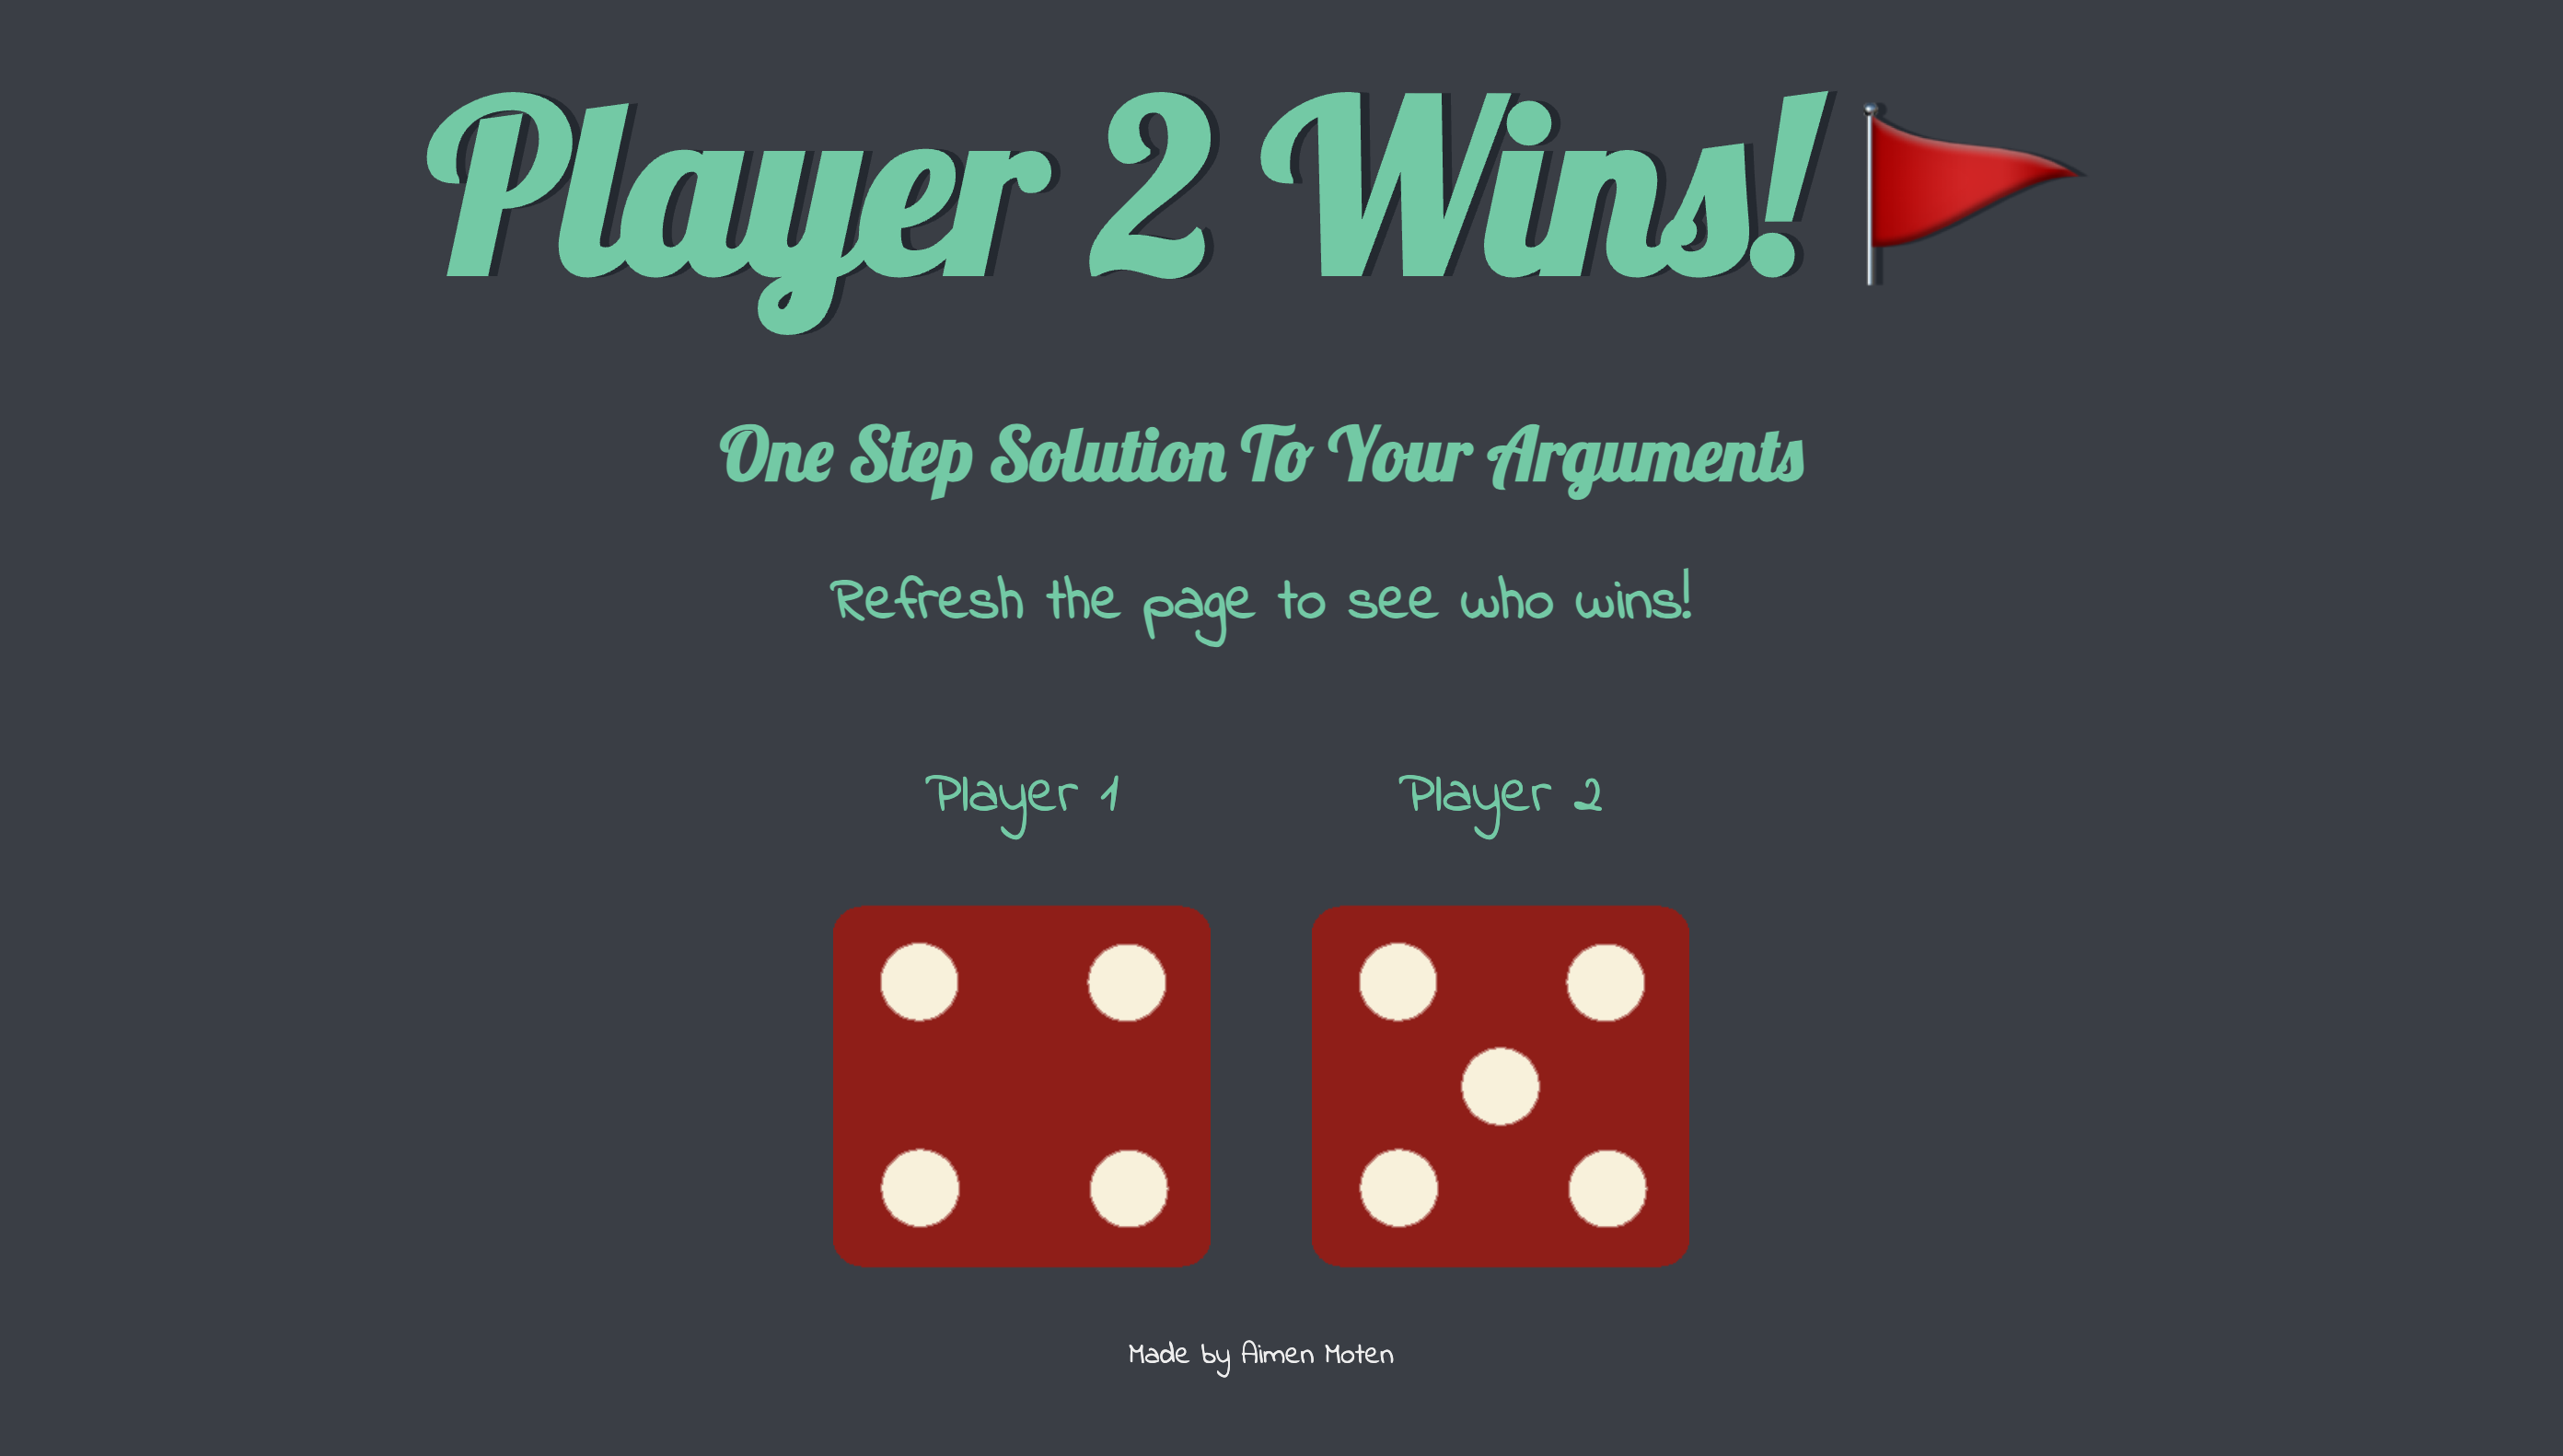 Player 2 Wins!
One Step Solution To Your Arguments
Refresh the page to see who wins!
Player 1
Player 2
Made by Aimen Moten